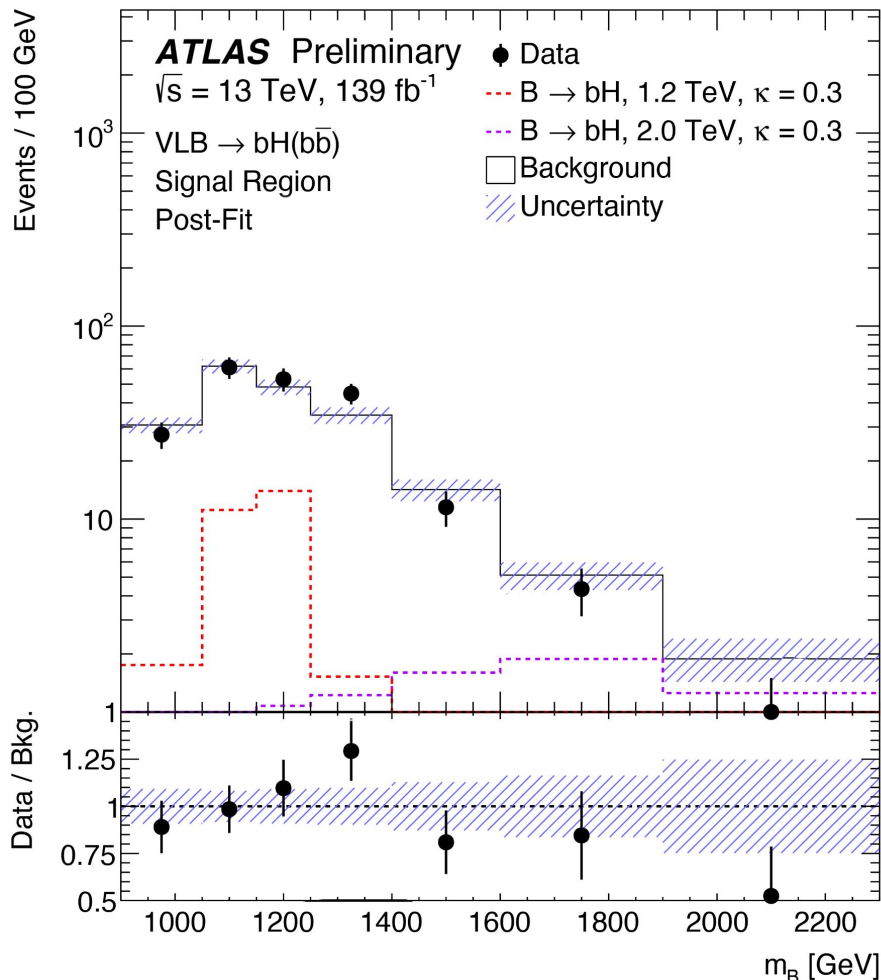 Events / 100 GeV
10³
10²
10
1
ATLAS Preliminary
√s = 13 TeV, 139 fb⁻¹
VLB → bH(bb̅)
Signal Region
Post-Fit
Data
B → bH, 1.2 TeV, κ = 0.3
B → bH, 2.0 TeV, κ = 0.3
Background
Uncertainty
Data / Bkg.
1.25
1
0.75
0.5
1000 1200 1400 1600 1800 2000 2200
m_B [GeV]